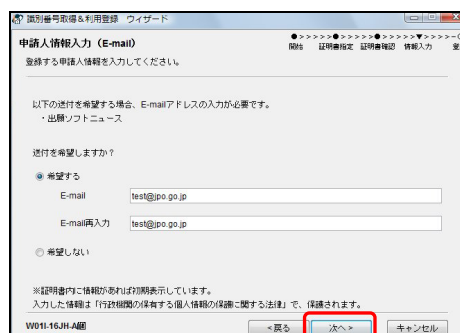 識別番号取得&利用登録 ウィザード
申請人情報入力 (E-mail)
●>>>>>●>>>>>●>>>>>▼>>>>-
開始 証明書指定 証明書確認 情報入力
登録する申請人情報を入力してください。
以下の送付を希望する場合、E-mailアドレスの入力が必要です。
・出願ソフトニュース
送付を希望しますか?
希望する
E-mail test@jpo.go.jp
E-mail再入力 test@jpo.go.jp
希望しない
※証明書内に情報があれば初期表示しています。
入力した情報は「行政機関の保有する個人情報の保護に関する法律」で、保護されます。
W01I-16JH-A画 <戻る 次へ> キャンセル